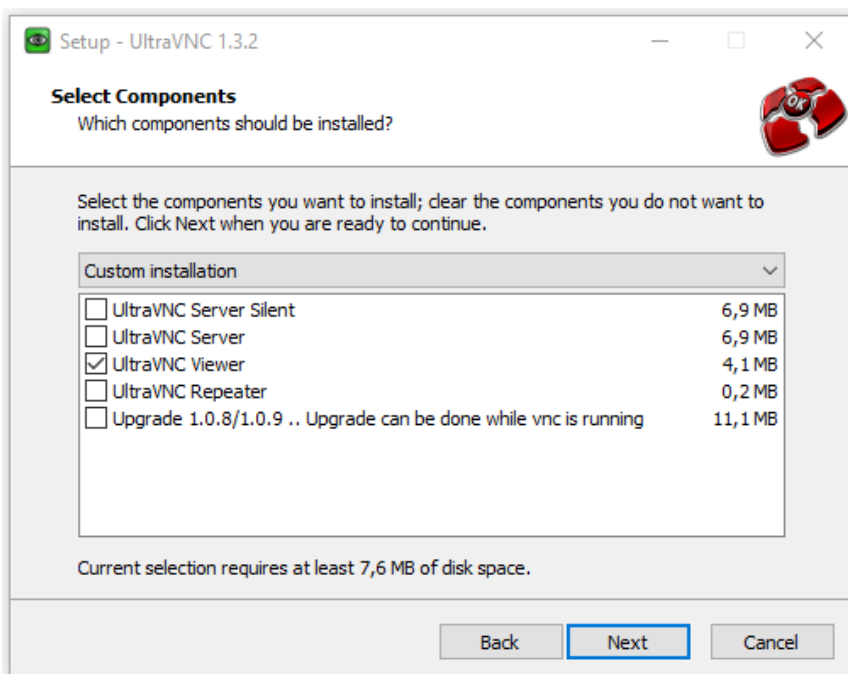 Setup - UltraVNC 1.3.2
Select Components
Which components should be installed?
OK
Select the components you want to install; clear the components you do not want to
install. Click Next when you are ready to continue.
Custom installation
UltraVNC Server Silent 6,9 MB
UltraVNC Server 6,9 MB
UltraVNC Viewer 4,1 MB
UltraVNC Repeater 0,2 MB
Upgrade 1.0.8/1.0.9 .. Upgrade can be done while vnc is running 11,1 MB
Current selection requires at least 7,6 MB of disk space.
Back Next Cancel